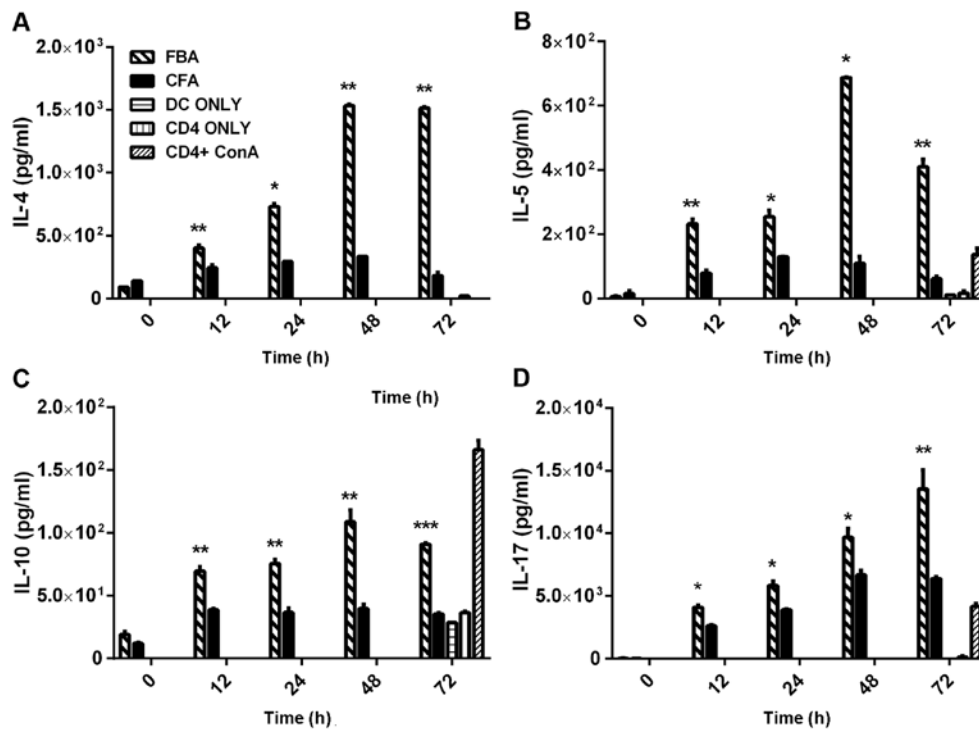 A
IL-4 (pg/ml)
2.0×10³
1.5×10³
1.0×10³
5.0×10²
0
FBA
CFA
DC ONLY
CD4 ONLY
CD4+ ConA
** * ** **
0 12 24 48 72
Time (h)
B
IL-5 (pg/ml)
8×10²
6×10²
4×10²
2×10²
0
** * * **
0 12 24 48 72
Time (h)
C
Time (h)
IL-10 (pg/ml)
2.0×10²
1.5×10²
1.0×10²
5.0×10¹
0
** ** ** ***
0 12 24 48 72
Time (h)
D
IL-17 (pg/ml)
2.0×10⁴
1.5×10⁴
1.0×10⁴
5.0×10³
0
* * * **
0 12 24 48 72
Time (h)